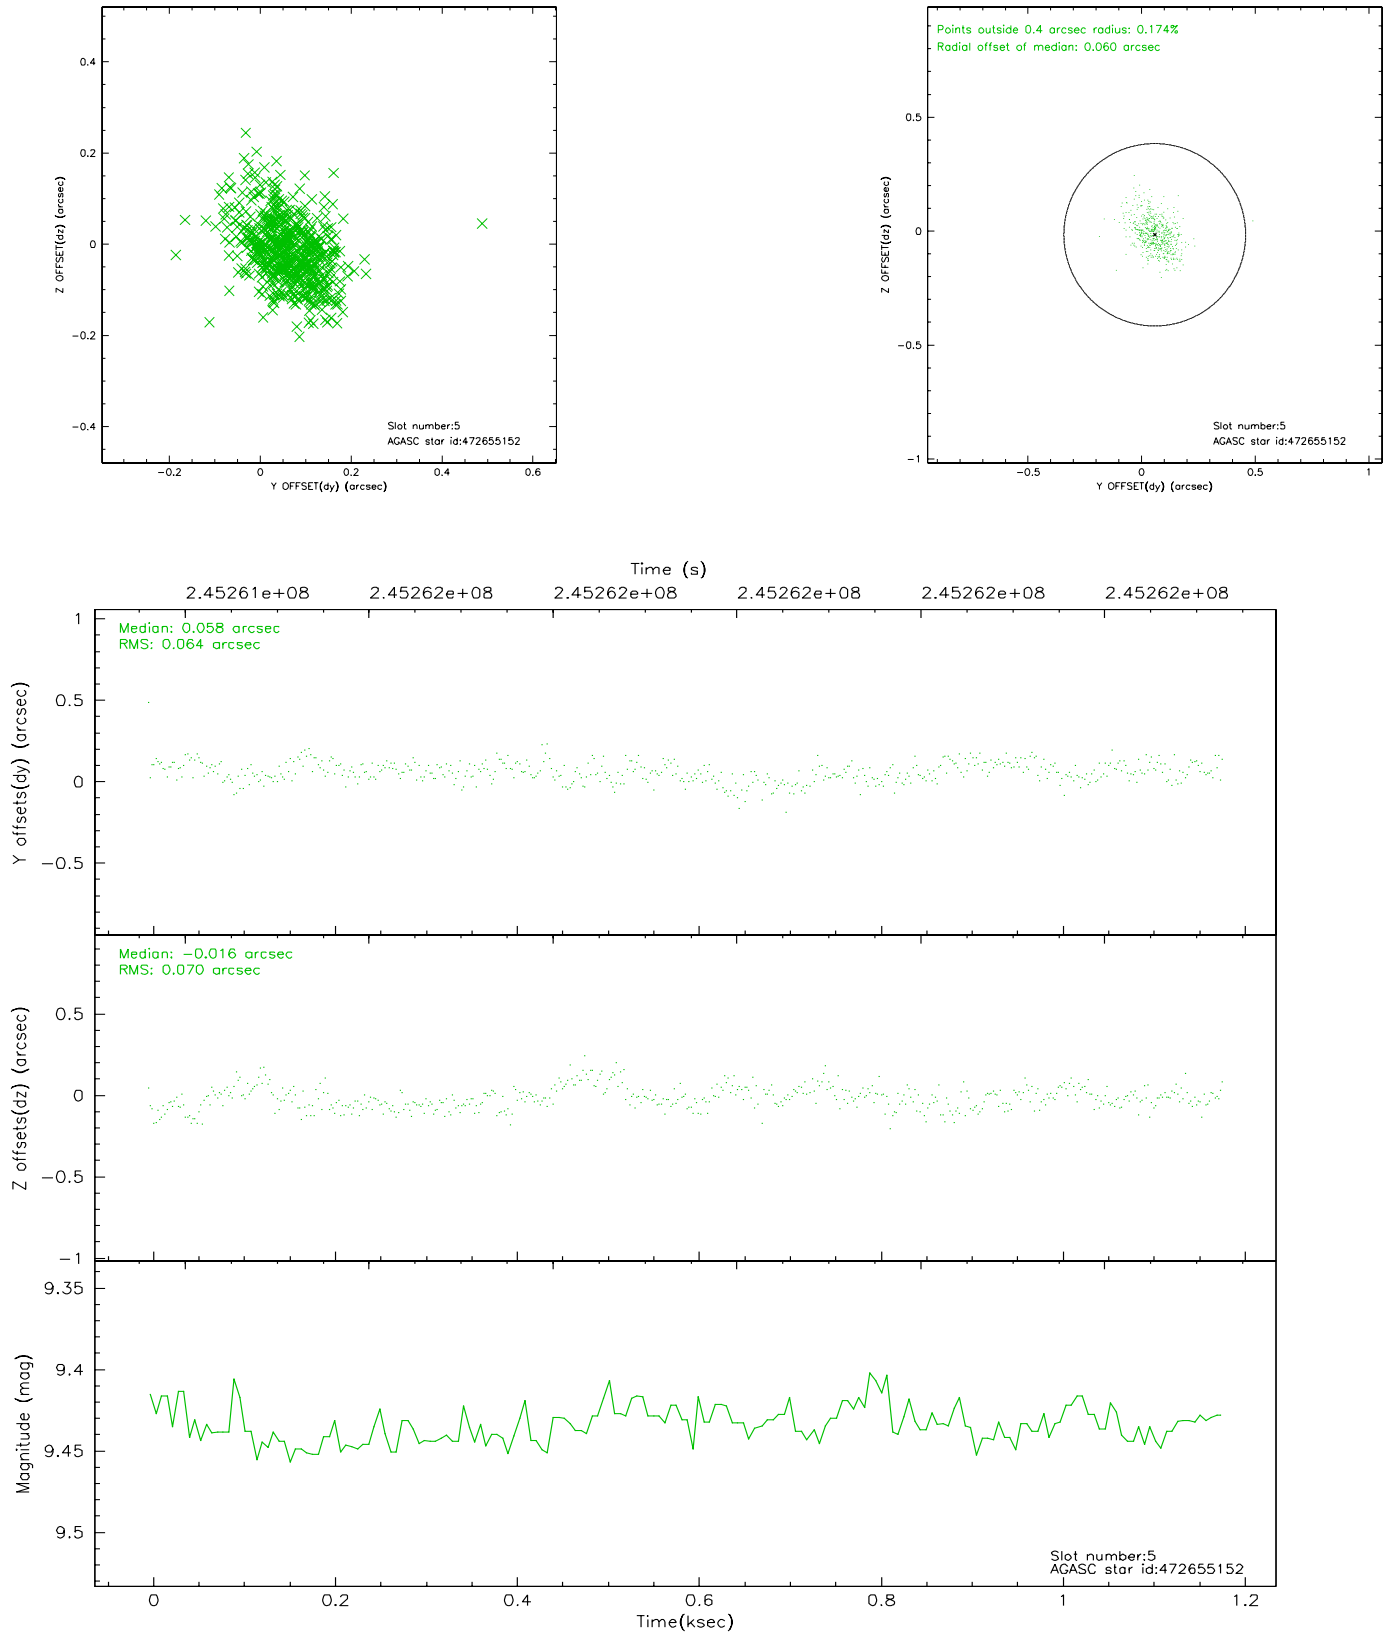 0.4
0.2
0
−0.2
−0.4
Z OFFSET(dz) (arcsec)
Slot number:5
AGASC star id:472655152
−0.2 0 0.2 0.4 0.6
Y OFFSET(dy) (arcsec)
Points outside 0.4 arcsec radius: 0.174%
Radial offset of median: 0.060 arcsec
0.5
0
−0.5
−1
Z OFFSET(dz) (arcsec)
Slot number:5
AGASC star id:472655152
−0.5 0 0.5 1
Y OFFSET(dy) (arcsec)
Time (s)
2.45261e+08 2.45262e+08 2.45262e+08 2.45262e+08 2.45262e+08 2.45262e+08
Median: 0.058 arcsec
RMS: 0.064 arcsec
1
0.5
0
−0.5
Y offsets(dy) (arcsec)
Median: −0.016 arcsec
RMS: 0.070 arcsec
0.5
0
−0.5
−1
Z offsets(dz) (arcsec)
9.35
9.4
9.45
9.5
Magnitude (mag)
Slot number:5
AGASC star id:472655152
0 0.2 0.4 0.6 0.8 1 1.2
Time(ksec)